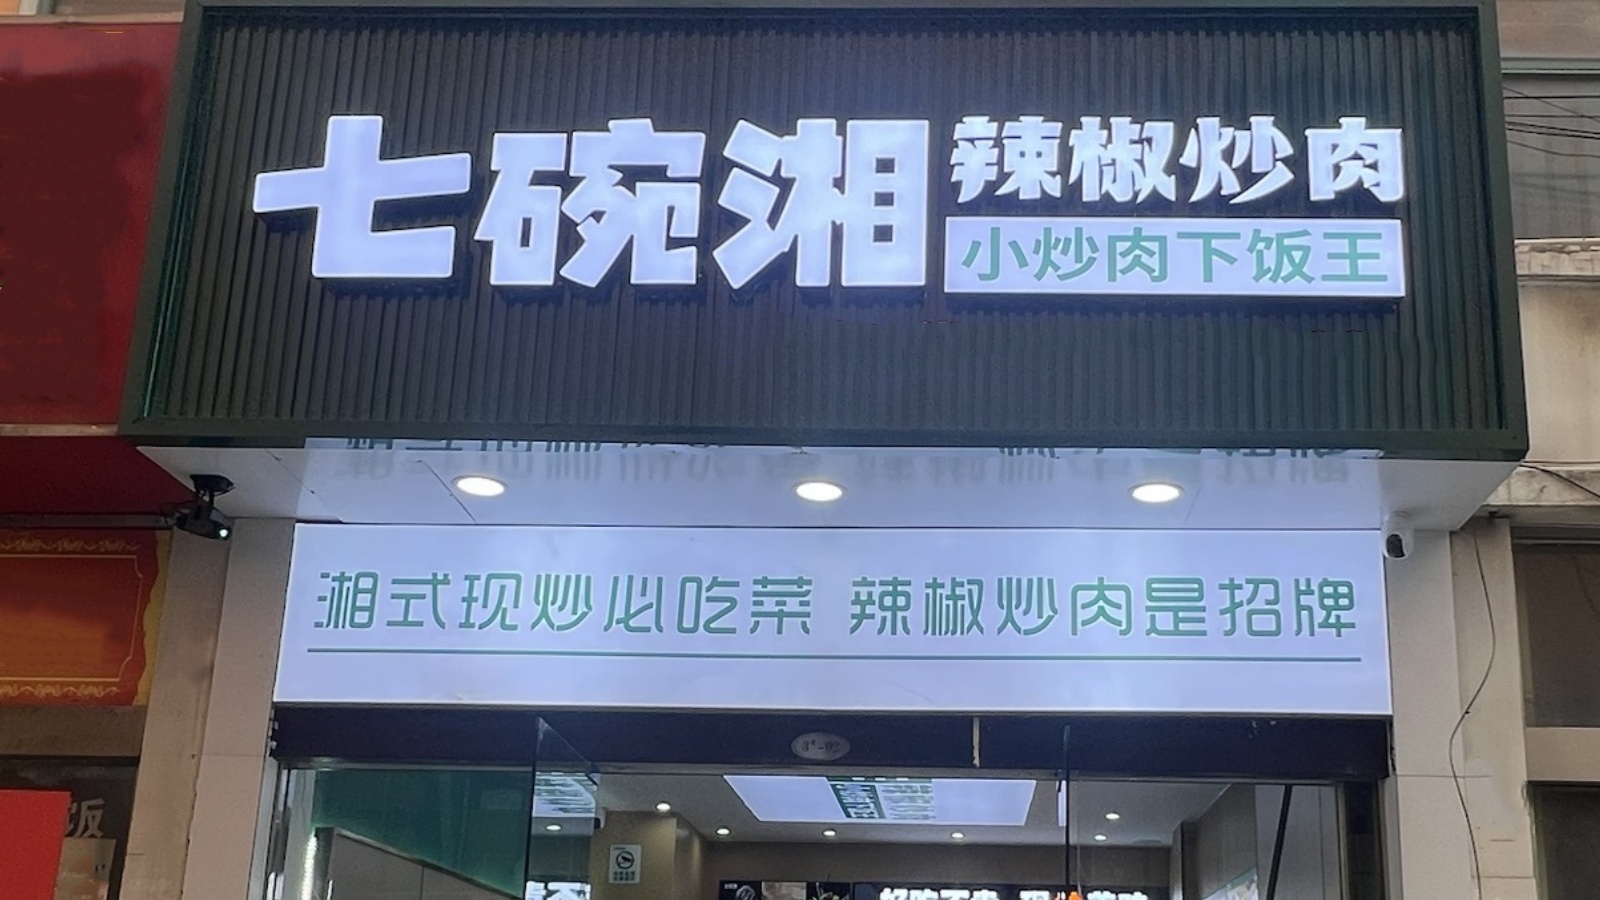 七碗湘
辣椒炒肉
小炒肉下饭王
湘式现炒必吃菜 辣椒炒肉是招牌